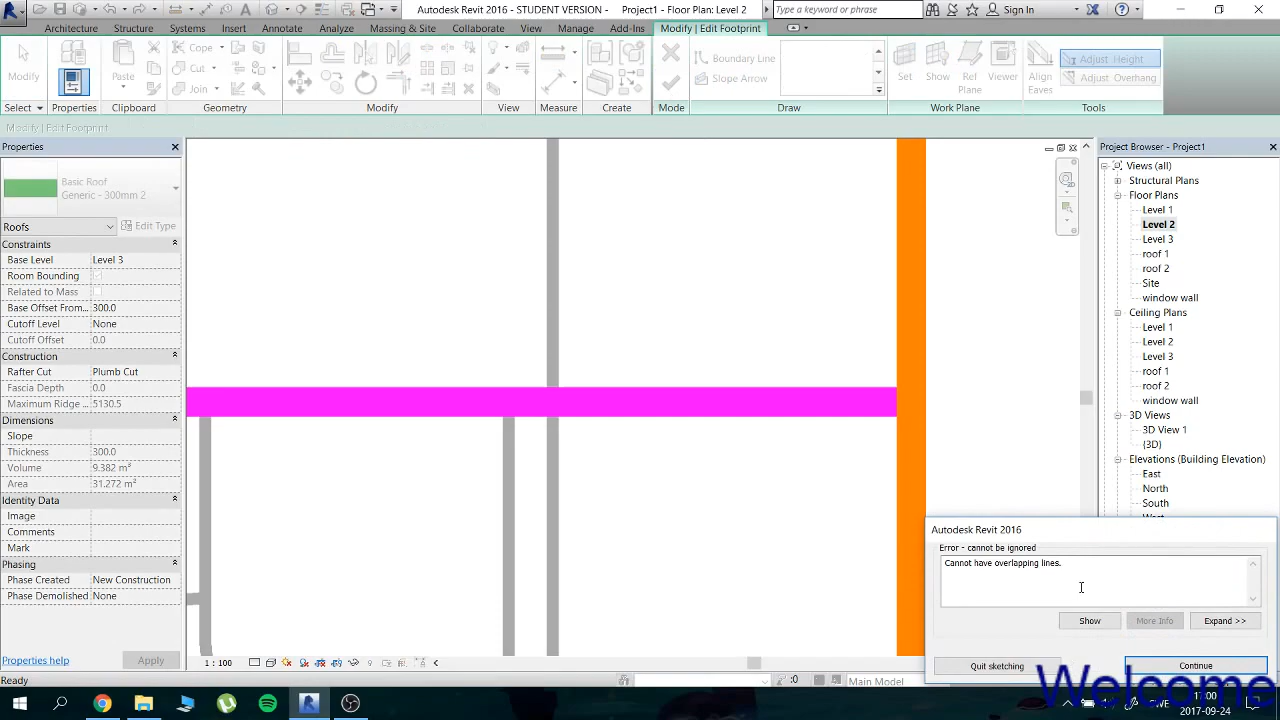 Autodesk Revit 2016 - STUDENT VERSION - Project1 - Floor Plan: Level 2
Type a keyword or phrase
Sign In
Architecture Structure Systems Insert Annotate Analyze Massing & Site Collaborate View Manage Add-Ins Modify | Edit Footprint
Modify
Paste
Cope
Cut
Join
Boundary Line
Slope Arrow
Set
Show
Ref Plane
Viewer
Align Eaves
Adjust Height
Adjust Overhang
Select Properties Clipboard Geometry Modify View Measure Create Mode Draw Work Plane Tools
Modify | Edit Footprint
Properties
Basic Roof
Generic - 300mm 2
Roofs
Edit Type
Constraints
Base Level Level 3
Room Bounding
Related to Mass
Base Offset From... 300.0
Cutoff Level None
Cutoff Offset 0.0
Construction
Rafter Cut Plumb Cut
Fascia Depth 0.0
Maximum Ridge ... 5130.5
Dimensions
Slope
Thickness 300.0
Volume 9.382 m³
Area 31.272 m²
Identity Data
Image
Comments
Mark
Phasing
Phase Created New Construction
Phase Demolished None
Properties help
Apply
Project Browser - Project1
Views (all)
Structural Plans
Floor Plans
Level 1
Level 2
Level 3
roof 1
roof 2
Site
window wall
Ceiling Plans
Level 1
Level 2
Level 3
roof 1
roof 2
window wall
3D Views
3D View 1
{3D}
Elevations (Building Elevation)
East
North
South
Autodesk Revit 2016
Error - cannot be ignored
Cannot have overlapping lines.
Show
More Info
Expand >>
Quit sketching
Continue
1 : 100
Ready
:0
Main Model
Welcome
17:00
SWE
2017-09-24